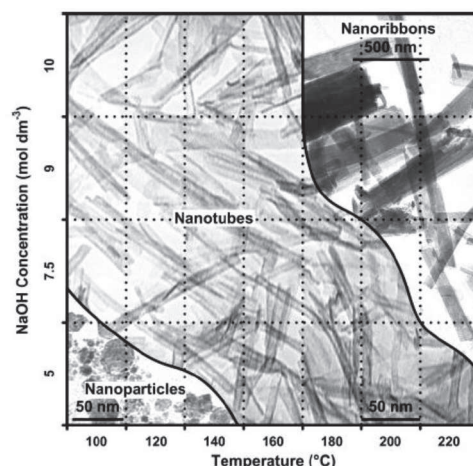 Nanoribbons
500 nm
10
9
7.5
5
NaOH Concentration (mol dm-3)
Nanotubes
Nanoparticles
50 nm
50 nm
100 120 140 160 180 200 220
Temperature (°C)